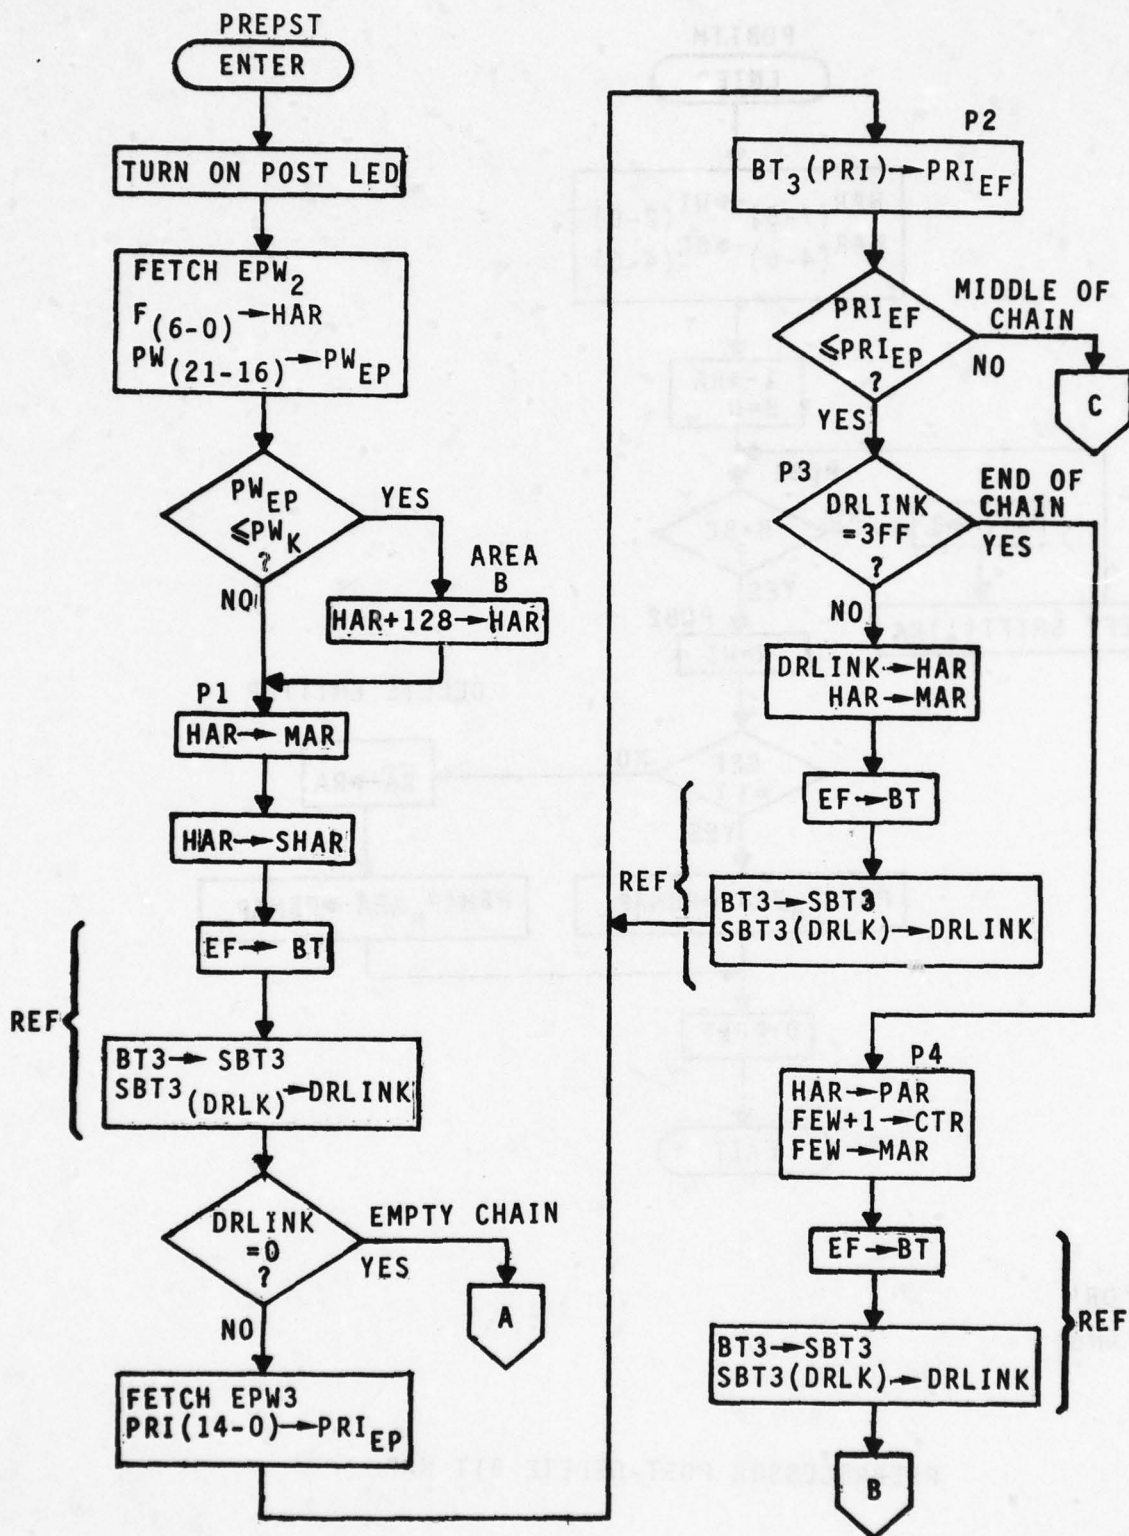 PREPST
ENTER
TURN ON POST LED
FETCH EPW2
F(6-0)→HAR
PW(21-16)→PWEP
PWEP
≤PWK
?
YES
NO
AREA
B
HAR+128→HAR
P1
HAR→MAR
HAR→SHAR
EF→BT
REF
BT3→SBT3
SBT3(DRLK)→DRLINK
DRLINK
=0
?
EMPTY CHAIN
YES
A
NO
FETCH EPW3
PRI(14-0)→PRIEP
P2
BT3(PRI)→PRIEF
PRIEF
≤PRIEP
?
MIDDLE OF
CHAIN
NO
C
YES
P3
DRLINK
=3FF
?
END OF
CHAIN
YES
NO
DRLINK→HAR
HAR→MAR
EF→BT
REF
BT3→SBT3
SBT3(DRLK)→DRLINK
P4
HAR→PAR
FEW+1→CTR
FEW→MAR
EF→BT
REF
BT3→SBT3
SBT3(DRLK)→DRLINK
B